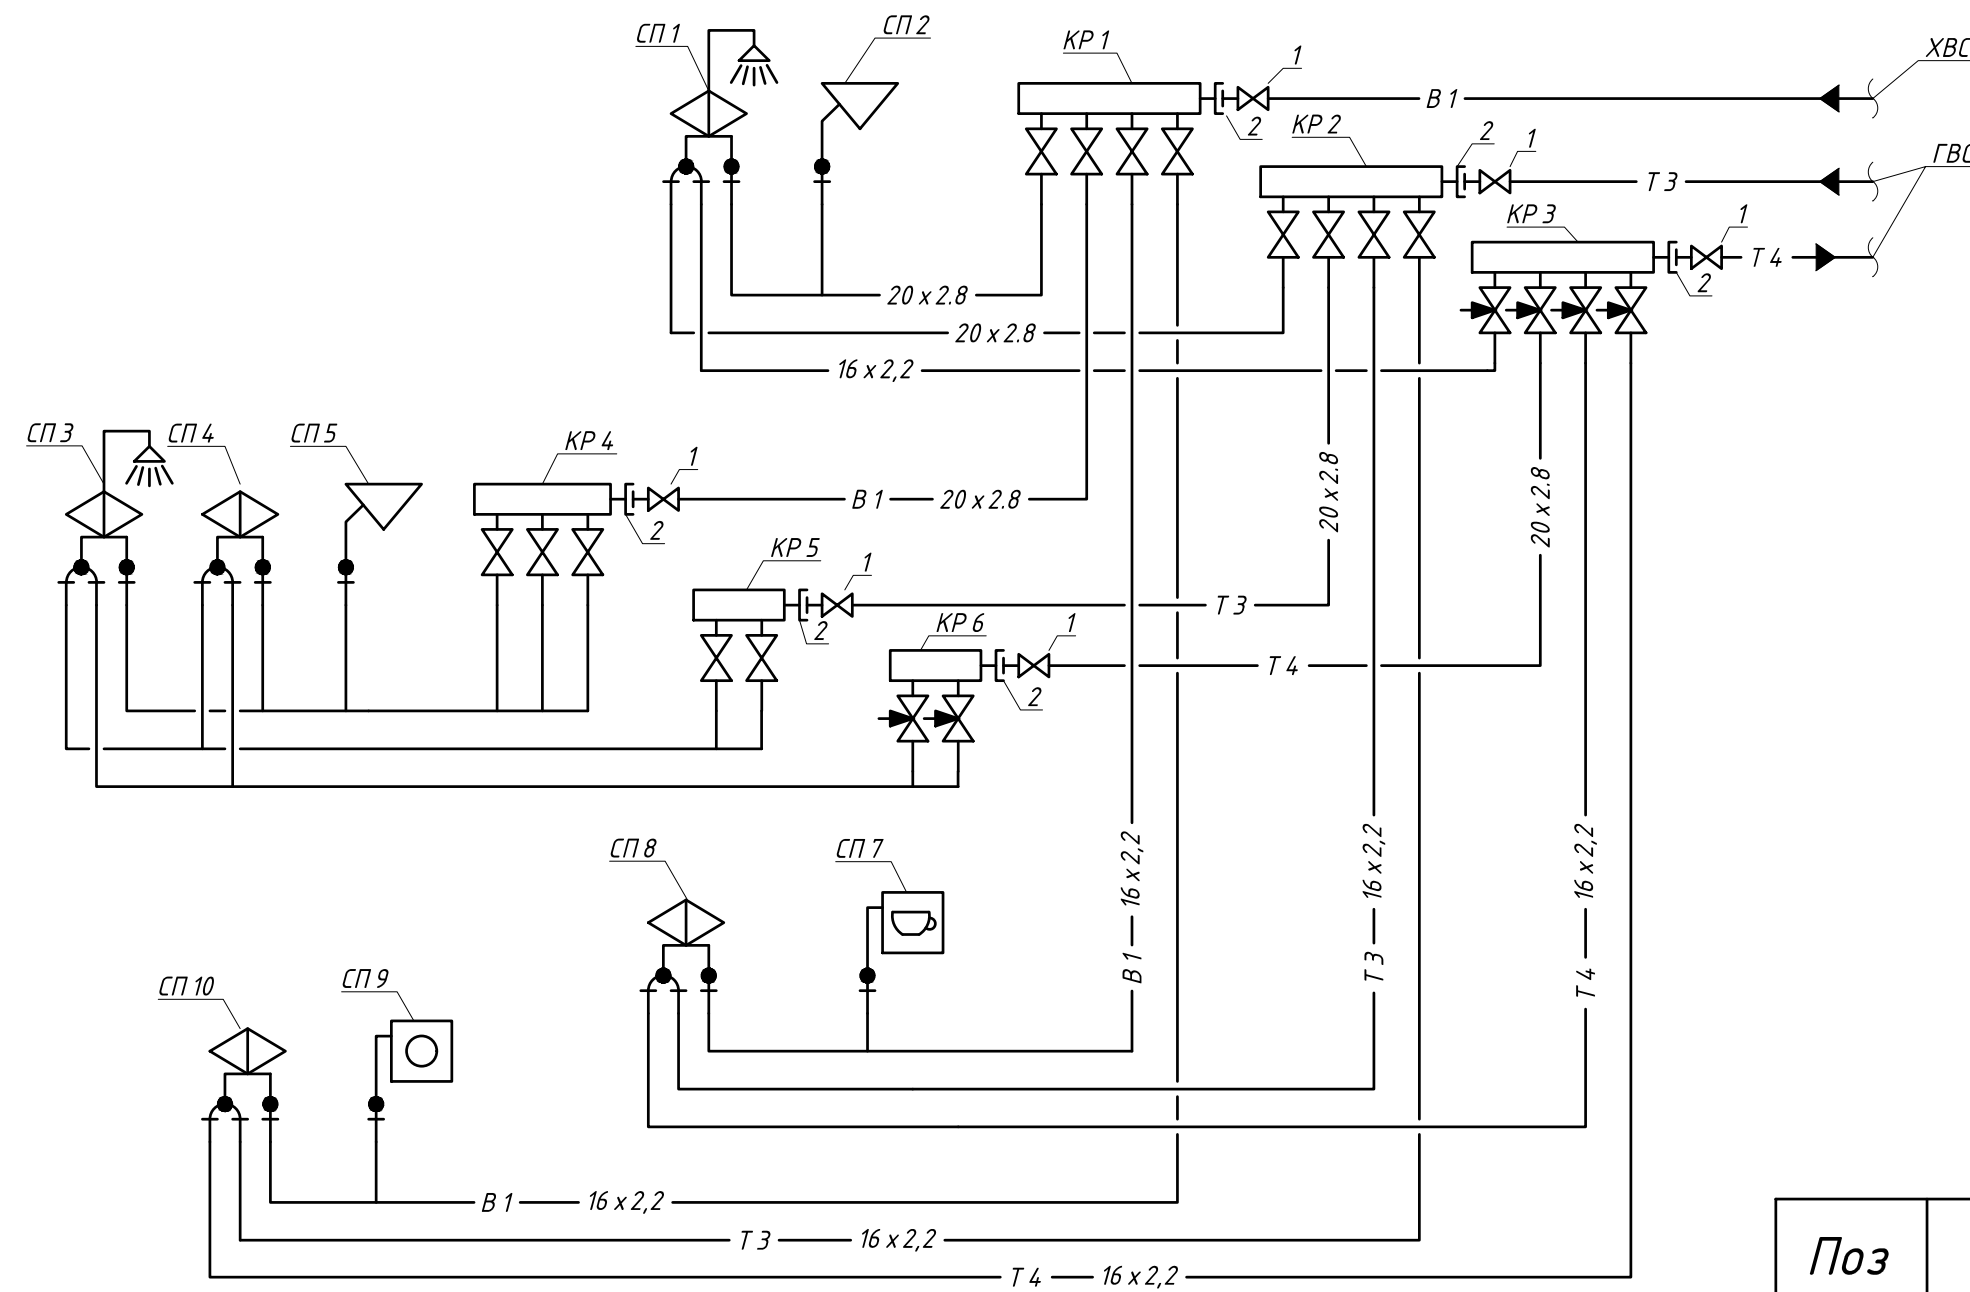 СП 1
СП 2
КР 1
1
ХВС
В 1
2
КР 2
2
1
ГВС
Т 3
КР 3
1
Т 4
2
20 х 2.8
20 х 2.8
16 х 2,2
СП 3
СП 4
СП 5
КР 4
1
2
В 1
20 х 2.8
20 х 2.8
20 х 2.8
КР 5
1
2
Т 3
КР 6
1
2
Т 4
СП 8
СП 7
16 х 2,2
16 х 2,2
16 х 2,2
В 1
Т 3
Т 4
СП 10
СП 9
В 1
16 х 2,2
Т 3
16 х 2,2
Т 4
16 х 2,2
Поз